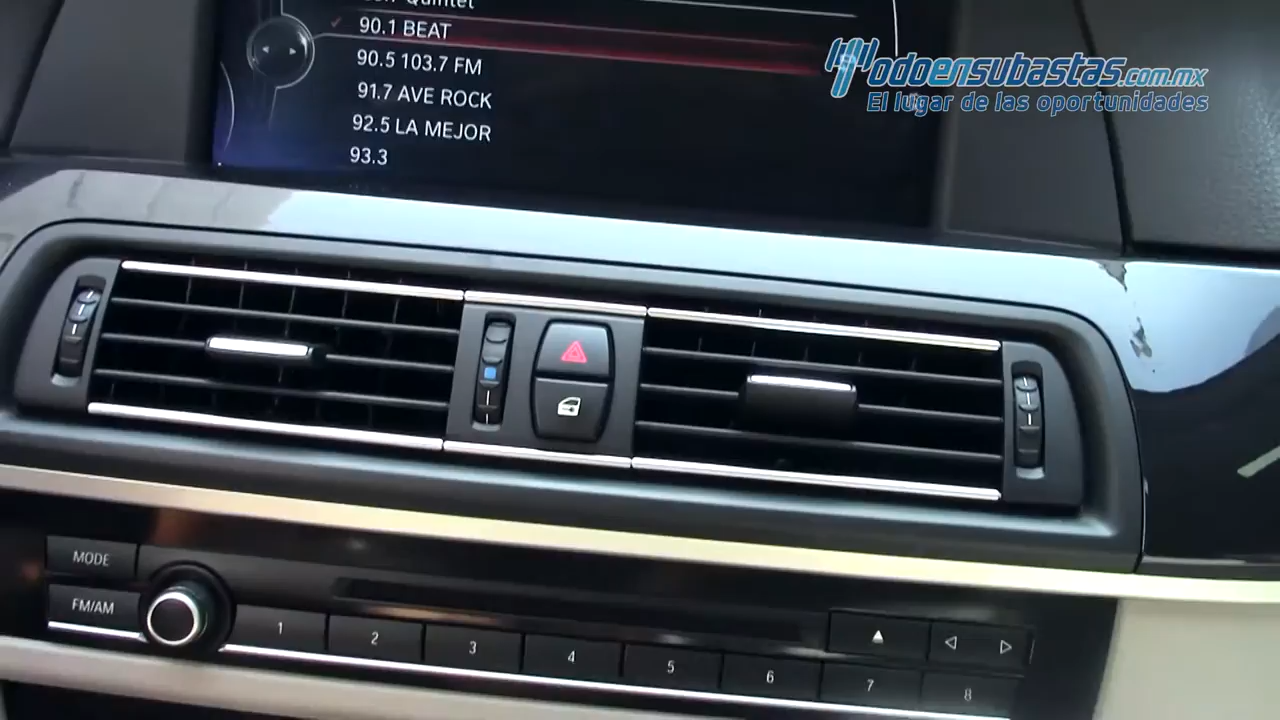 Quintet
90.1 BEAT
90.5 103.7 FM
91.7 AVE ROCK
92.5 LA MEJOR
93.3
Todoensubastas.com.mx
El lugar de las oportunidades
MODE
FM/AM
1 2 3 4 5 6 7 8